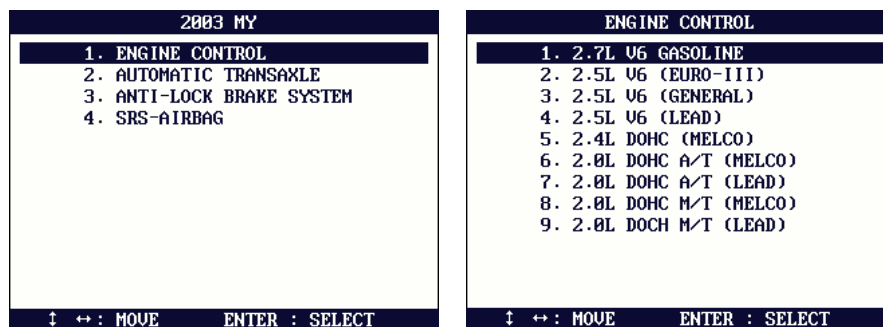 2003 MY
1. ENGINE CONTROL
2. AUTOMATIC TRANSAXLE
3. ANTI-LOCK BRAKE SYSTEM
4. SRS-AIRBAG
↕ ↔: MOVE ENTER : SELECT
ENGINE CONTROL
1. 2.7L V6 GASOLINE
2. 2.5L V6 (EURO-III)
3. 2.5L V6 (GENERAL)
4. 2.5L V6 (LEAD)
5. 2.4L DOHC (MELCO)
6. 2.0L DOHC A/T (MELCO)
7. 2.0L DOHC A/T (LEAD)
8. 2.0L DOHC M/T (MELCO)
9. 2.0L DOCH M/T (LEAD)
↕ ↔: MOVE ENTER : SELECT